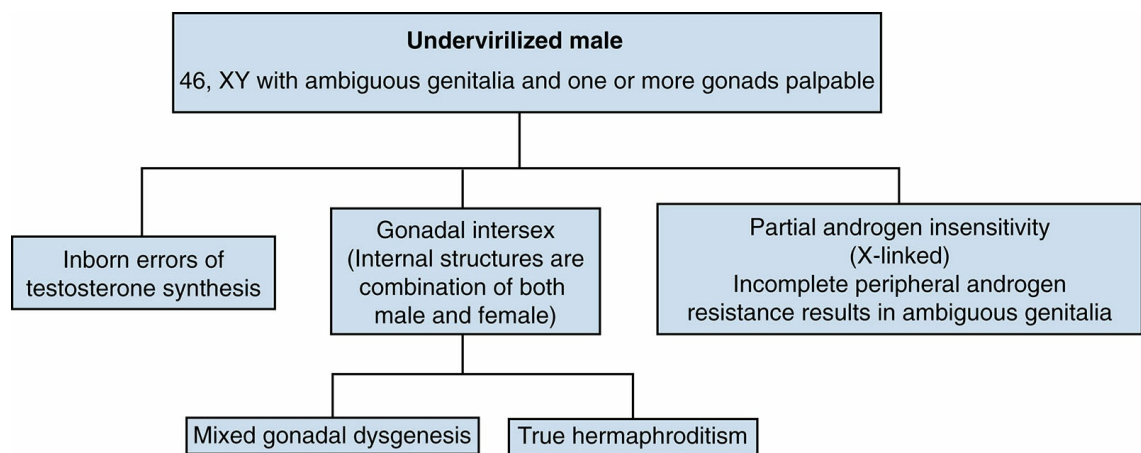 Undervirilized male
46, XY with ambiguous genitalia and one or more gonads palpable
Inborn errors of
testosterone synthesis
Gonadal intersex
(Internal structures are
combination of both
male and female)
Partial androgen insensitivity
(X-linked)
Incomplete peripheral androgen
resistance results in ambiguous genitalia
Mixed gonadal dysgenesis
True hermaphroditism